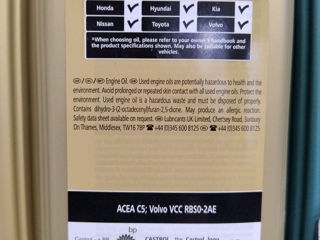 Honda ✓ Hyundai ✓ Kia ✓
Nissan ✓ Toyota ✓ Volvo ✓
*When choosing oil, please refer to your owner's handbook and
the product specifications shown. May also be suitable for other
vehicles.
Engine Oil. Used engine oils are potentially hazardous to health and the
environment. Avoid prolonged or repeated skin contact with all used engine oils. Protect the
environment. Used engine oil is a hazardous waste and must be disposed of properly.
Contains dihydro-3-(2-octadecenyl)furan-2,5-dione. May produce an allergic reaction.
Safety data sheet available on request. Lubricants UK Limited, Chertsey Road, Sunbury
On Thames, Middlesex, TW16 7BP ☎ +44 (0)345 600 8125 ☎ +44 (0)345 600 8125
ACEA C5; Volvo VCC RBS0-2AE
bp
CASTROL, the Castrol logo